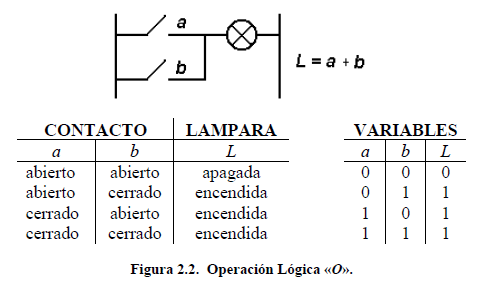 a
b
L = a + b
CONTACTO LAMPARA VARIABLES
a b L a b L
abierto abierto apagada 0 0 0
abierto cerrado encendida 0 1 1
cerrado abierto encendida 1 0 1
cerrado cerrado encendida 1 1 1
Figura 2.2. Operación Lógica «O».